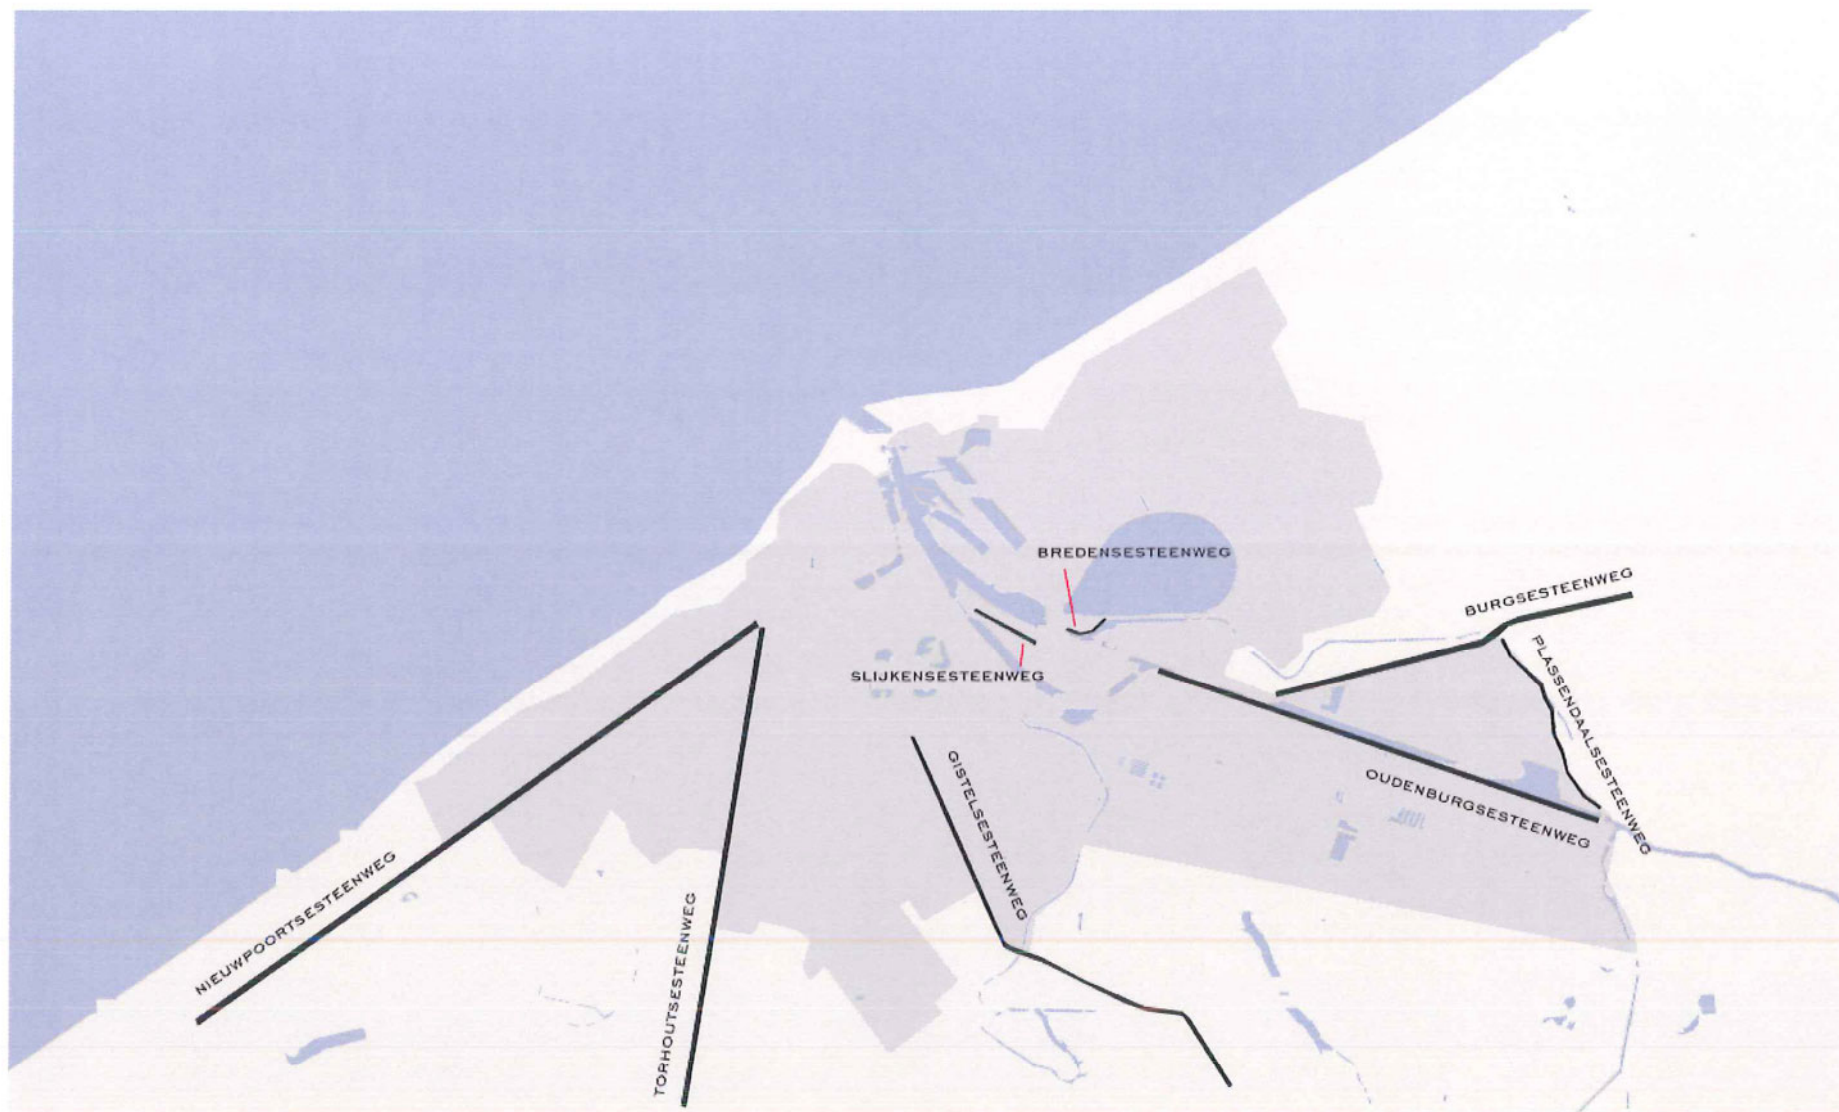 BREDENSESTEENWEG
BURGSESTEENWEG
SLIJKENSESTEENWEG
PLASSENDAALSESTEENWEG
GISTELSESTEENWEG
OUDENBURGSESTEENWEG
NIEUWPOORTSESTEENWEG
TORHOUTSESTEENWEG